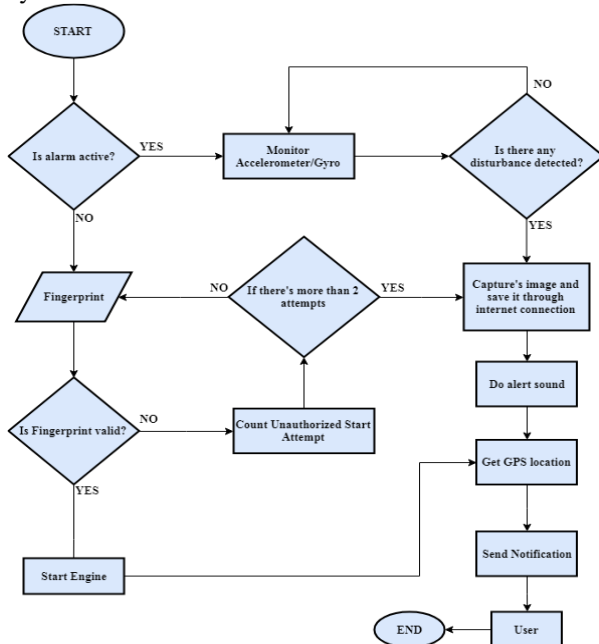 START
NO
Is alarm active?
YES
Monitor
Accelerometer/Gyro
Is there any
disturbance detected?
NO
YES
Fingerprint
NO
If there's more than 2
attempts
YES
Capture's image and
save it through
internet connection
Do alert sound
Is Fingerprint valid?
NO
Count Unauthorized Start
Attempt
Get GPS location
YES
Start Engine
Send Notification
END
User